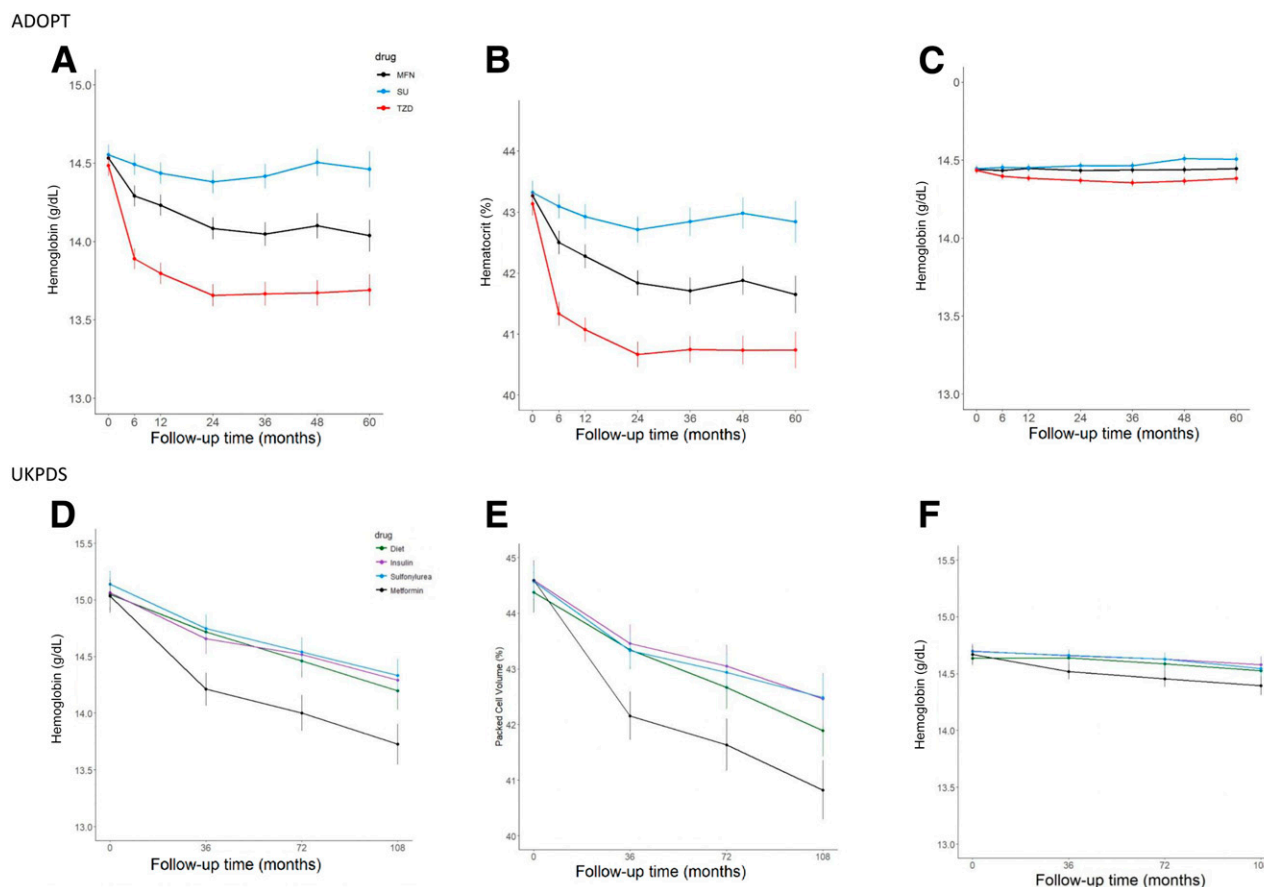 ADOPT
A
drug
MFN
SU
TZD
15.0
14.5
14.0
13.5
13.0
Hemoglobin (g/dL)
0 6 12 24 36 48 60
Follow-up time (months)
B
44
43
42
41
40
Hematocrit (%)
0 6 12 24 36 48 60
Follow-up time (months)
C
0
14.5
14.0
13.5
13.0
Hemoglobin (g/dL)
0 6 12 24 36 48 60
Follow-up time (months)
UKPDS
D
drug
Diet
Insulin
Sulfonylurea
Metformin
15.5
15.0
14.5
14.0
13.5
13.0
Hemoglobin (g/dL)
0 36 72 108
Follow-up time (months)
E
45
44
43
42
41
40
Packed Cell Volume (%)
0 36 72 108
Follow-up time (months)
F
15.5
15.0
14.5
14.0
13.5
13.0
Hemoglobin (g/dL)
0 36 72 10
Follow-up time (months)